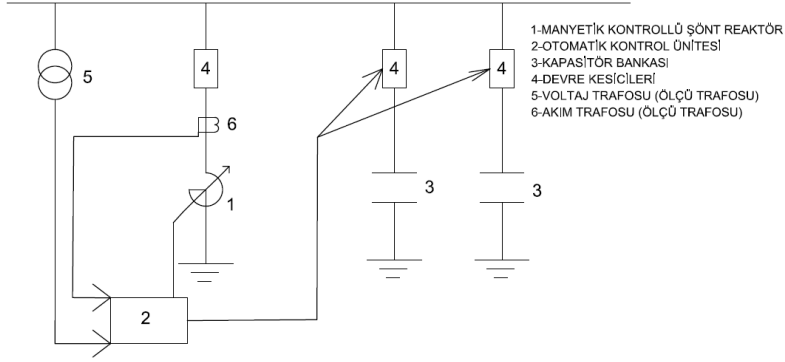 1-MANYETİK KONTROLLÜ ŞÖNT REAKTÖR
2-OTOMATİK KONTROL ÜNİTESİ
3-KAPASİTÖR BANKASI
4-DEVRE KESİCİLERİ
5-VOLTAJ TRAFOSU (ÖLÇÜ TRAFOSU)
6-AKIM TRAFOSU (ÖLÇÜ TRAFOSU)
5
4
4
4
6
1
3
3
2